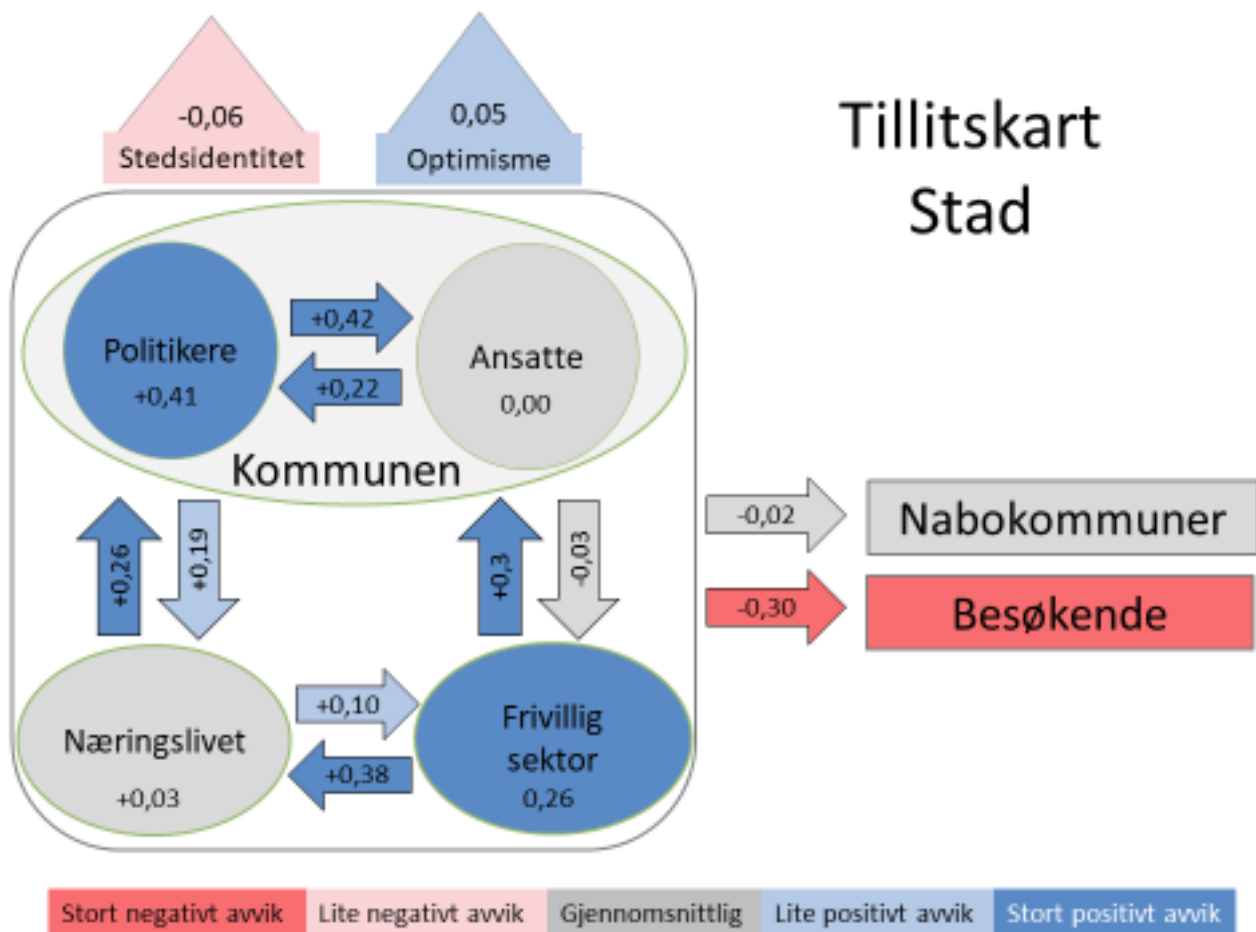 -0,06
Stedsidentitet
0,05
Optimisme
Tillitskart
Stad
Politikere
+0,41
+0,42
+0,22
Ansatte
0,00
Kommunen
+0,26
+0,19
+0,3
-0,03
-0,02
Nabokommuner
-0,30
Besøkende
Næringslivet
+0,03
+0,10
+0,38
Frivillig
sektor
0,26
Stort negativt avvik
Lite negativt avvik
Gjennomsnittlig
Lite positivt avvik
Stort positivt avvik